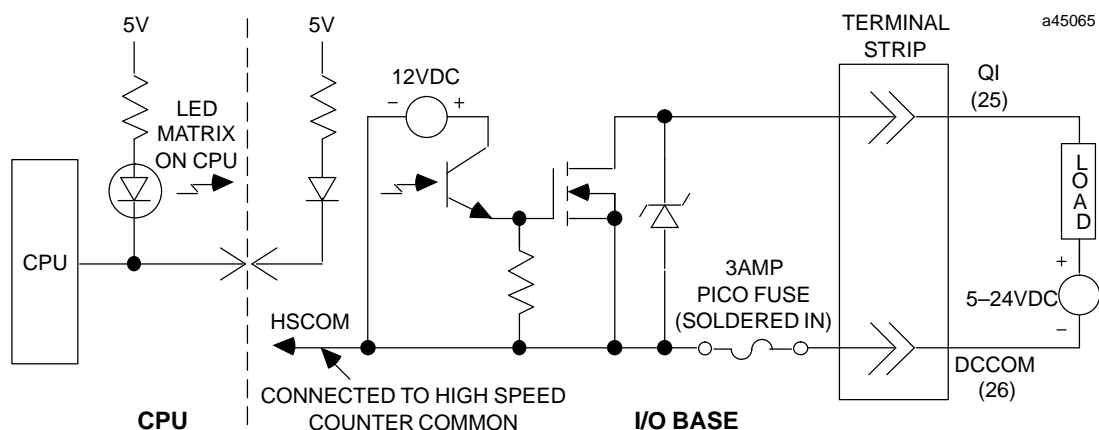 a45065
5V
5V
TERMINAL
STRIP
12VDC
QI
(25)
LED
MATRIX
ON CPU
– +
LOAD
CPU
3AMP
PICO FUSE
(SOLDERED IN)
+
5–24VDC
–
HSCOM
DCCOM
(26)
CONNECTED TO HIGH SPEED
COUNTER COMMON
CPU
I/O BASE